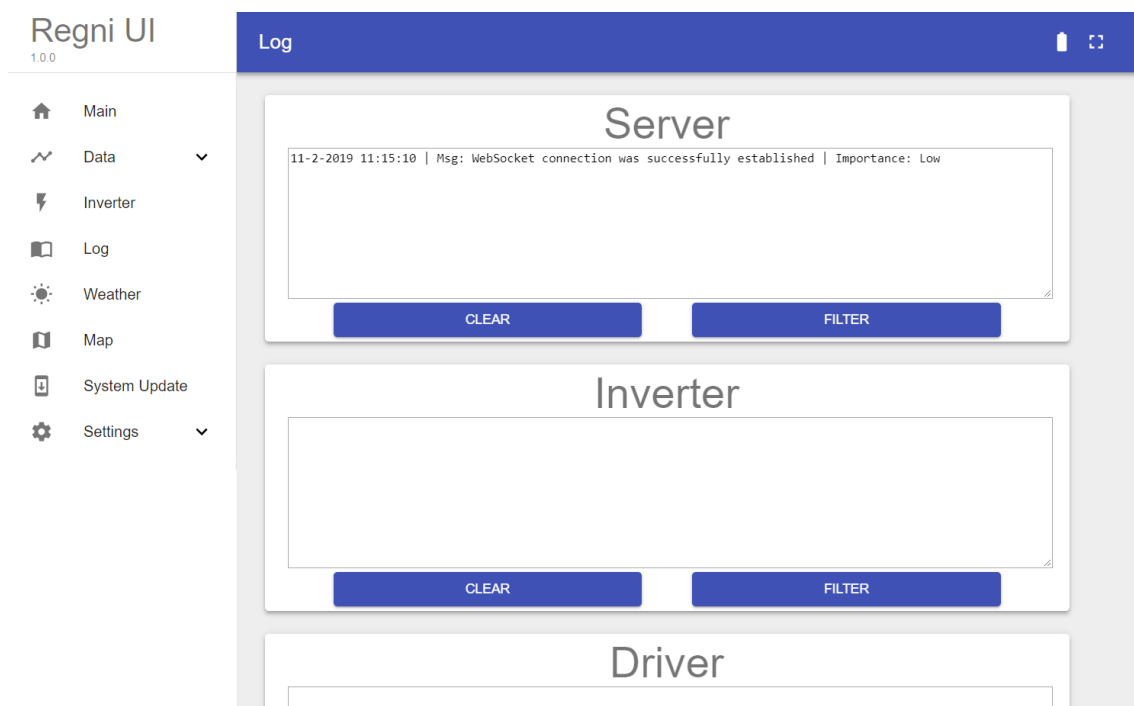 Regni UI
1.0.0
Main
Data
Inverter
Log
Weather
Map
System Update
Settings
Log
Server
11-2-2019 11:15:10 | Msg: WebSocket connection was successfully established | Importance: Low
CLEAR FILTER
Inverter
CLEAR FILTER
Driver